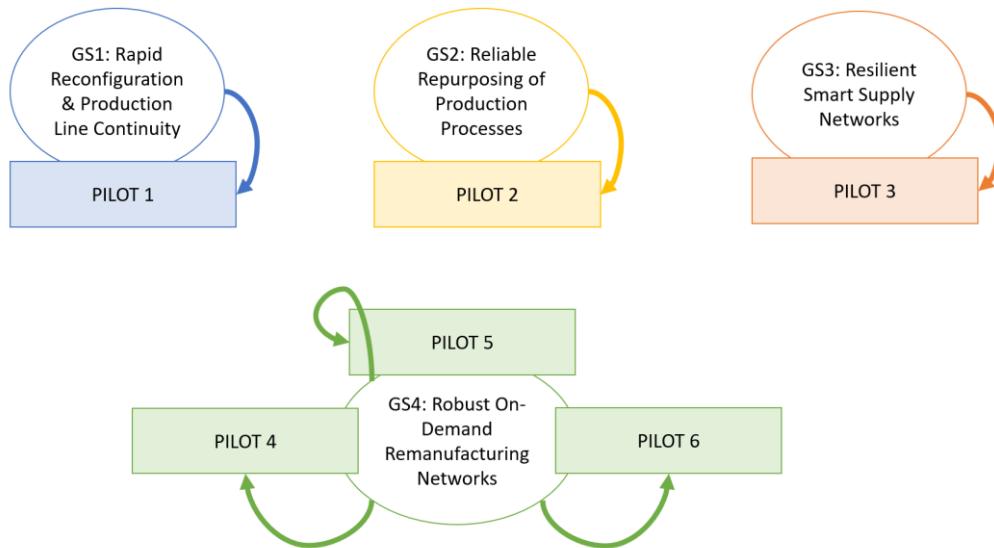 GS1: Rapid
Reconfiguration
& Production
Line Continuity
PILOT 1
GS2: Reliable
Repurposing of
Production
Processes
PILOT 2
GS3: Resilient
Smart Supply
Networks
PILOT 3
PILOT 5
PILOT 4
GS4: Robust On-
Demand
Remanufacturing
Networks
PILOT 6